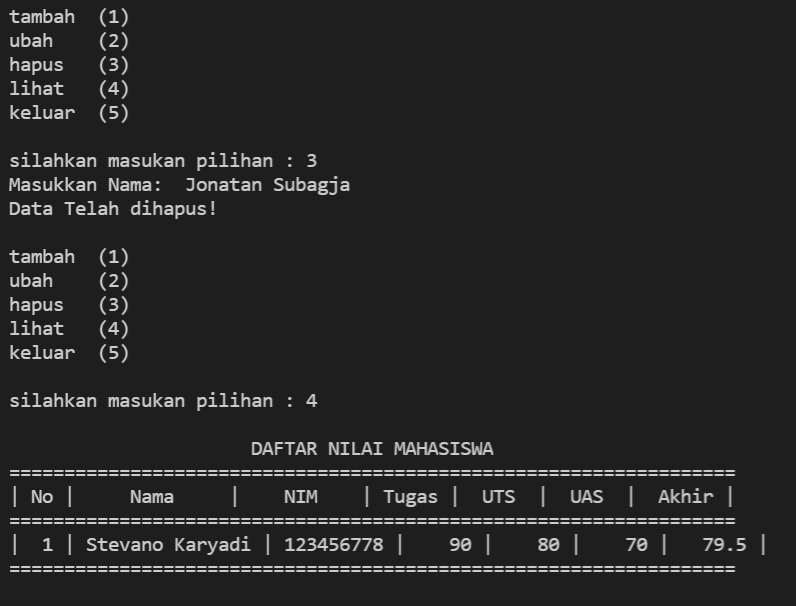 tambah  (1)
ubah    (2)
hapus   (3)
lihat   (4)
keluar  (5)

silahkan masukan pilihan : 3
Masukkan Nama:  Jonatan Subagja
Data Telah dihapus!

tambah  (1)
ubah    (2)
hapus   (3)
lihat   (4)
keluar  (5)

silahkan masukan pilihan : 4

                      DAFTAR NILAI MAHASISWA
==================================================================
| No |     Nama     |    NIM    | Tugas |  UTS  |  UAS  |  Akhir |
==================================================================
|  1 | Stevano Karyadi | 123456778 |    90 |    80 |    70 |   79.5 |
==================================================================